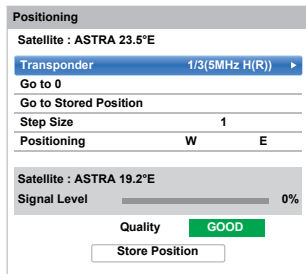 Positioning
Satellite : ASTRA 23.5°E
Transponder 1/3(5MHz H(R))
Go to 0
Go to Stored Position
Step Size 1
Positioning W E
Satellite : ASTRA 19.2°E
Signal Level 0%
Quality GOOD
Store Position